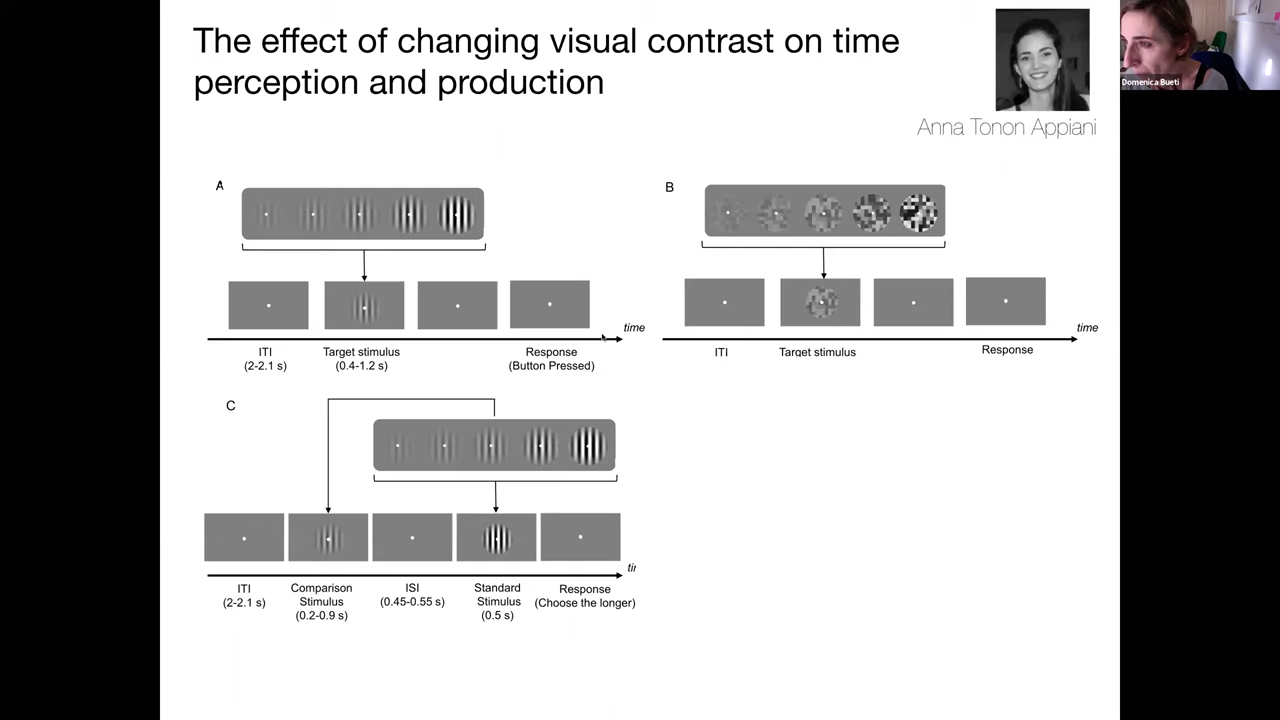 The effect of changing visual contrast on time
perception and production
Domenica Bueti
Anna Tonon Appiani
A
B
time
time
ITI
(2-2.1 s)
Target stimulus
(0.4-1.2 s)
Response
(Button Pressed)
ITI
Target stimulus
Response
C
ITI
(2-2.1 s)
Comparison
Stimulus
(0.2-0.9 s)
ISI
(0.45-0.55 s)
Standard
Stimulus
(0.5 s)
Response
(Choose the longer)